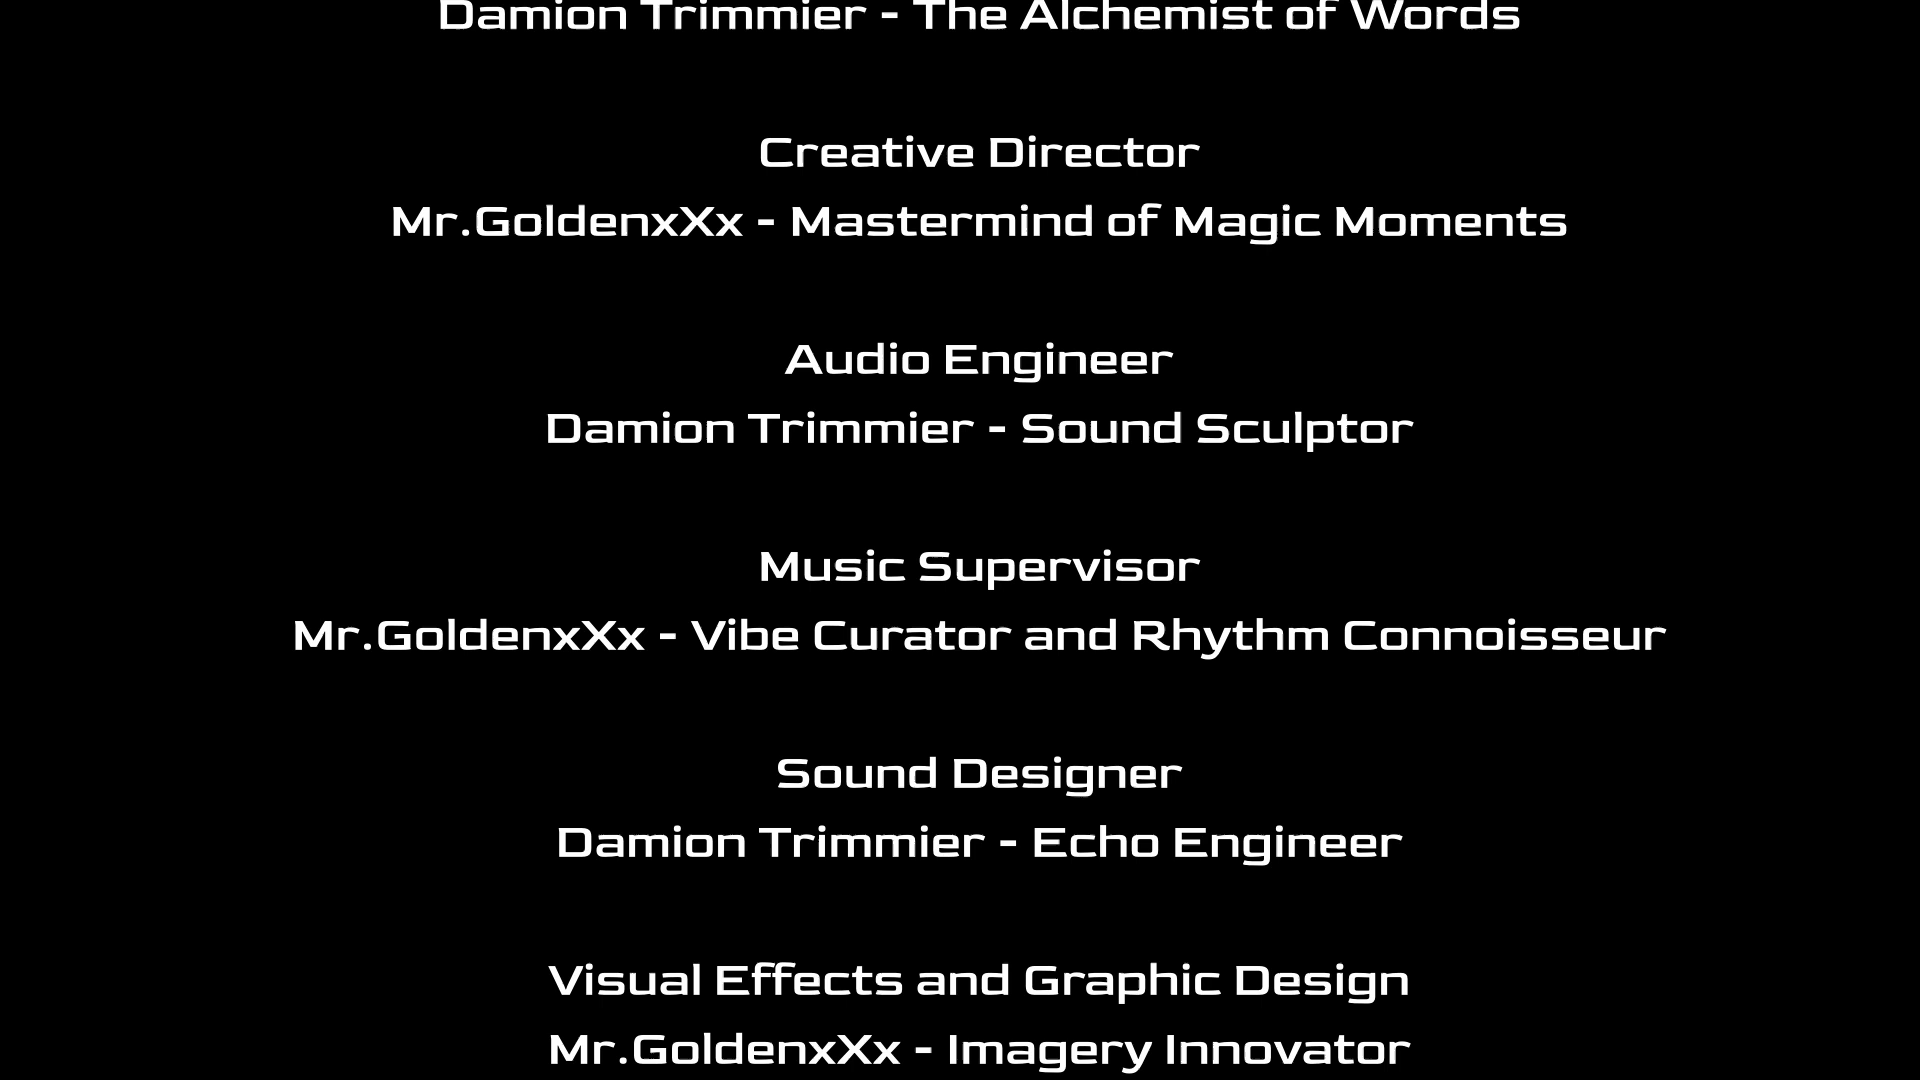 Damion Trimmier - The Alchemist of Words
Creative Director
Mr.GoldenxXx - Mastermind of Magic Moments
Audio Engineer
Damion Trimmier - Sound Sculptor
Music Supervisor
Mr.GoldenxXx - Vibe Curator and Rhythm Connoisseur
Sound Designer
Damion Trimmier - Echo Engineer
Visual Effects and Graphic Design
Mr.GoldenxXx - Imagery Innovator